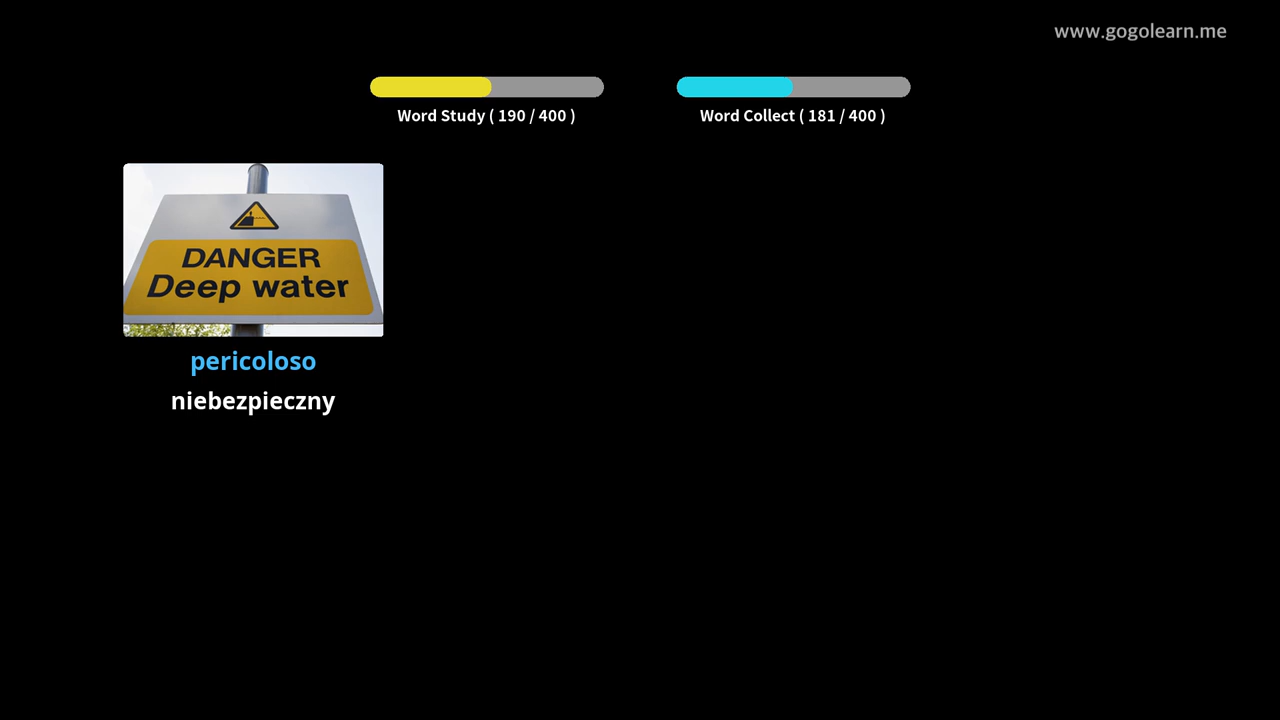 www.gogolearn.me
Word Study ( 190 / 400 )
Word Collect ( 181 / 400 )
DANGER
Deep water
pericoloso
niebezpieczny